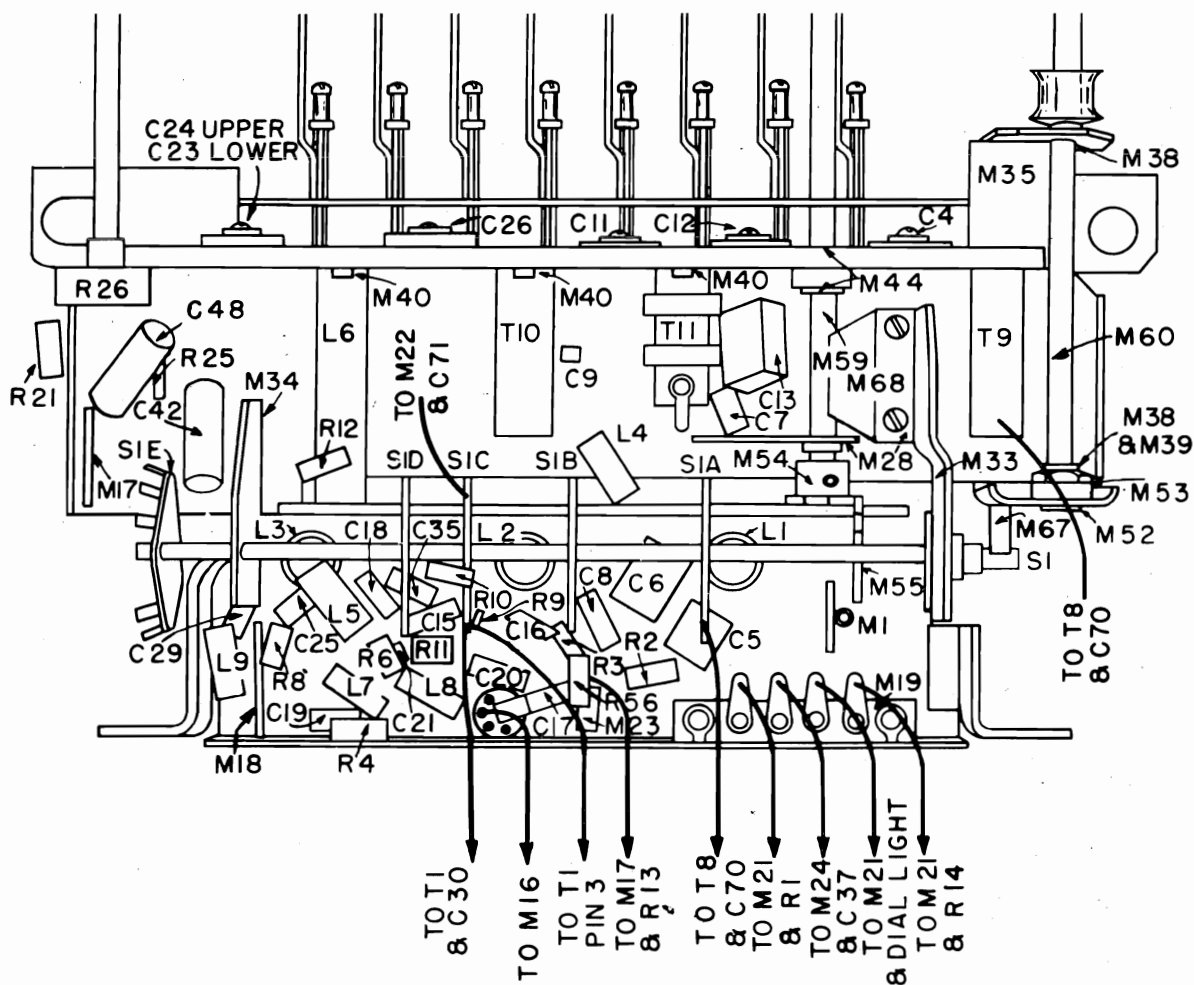 C24 UPPER
C23 LOWER
M38
M35
C26
C11
C12
C4
R26
M40
M40
M40
M44
C48
R25
M34
L6
T10
T11
T9
M59
M60
C9
M68
R21
C42
TO M22
& C71
C13
C7
R12
L4
M38
& M39
S1E
S1D
S1C
S1B
S1A
M54
M28
M33
M17
M53
L3
C18
C35
L2
L1
M67
M52
S1
C6
M55
R10
R9
C8
L5
C25
C15
C16
C5
M1
C29
R6
R11
R2
R3
TO T8
& C70
L9
R8
L7
L8
C20
R56
M19
C19
C21
C17
M23
M18
R4
TO T1
& C30
TO M16
TO T1
PIN 3
TO M17
& R13
TO T8
& C70
TO M21
& R1
TO M24
& C37
TO M21
& DIAL LIGHT
TO M21
& R14